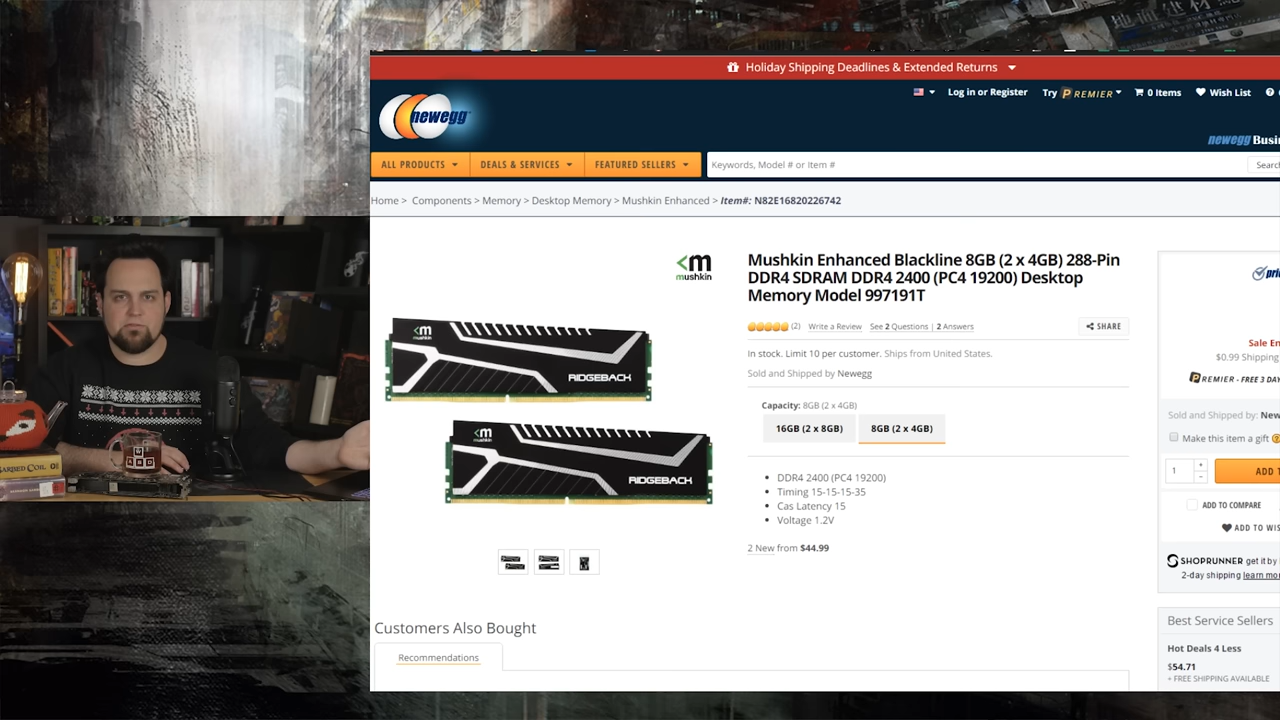 Holiday Shipping Deadlines & Extended Returns
newegg
Log in or Register
Try PREMIER
0 Items
Wish List
newegg Busi
ALL PRODUCTS
DEALS & SERVICES
FEATURED SELLERS
Keywords, Model # or Item #
Search
Home > Components > Memory > Desktop Memory > Mushkin Enhanced > Item#: N82E16820226742
mushkin
Mushkin Enhanced Blackline 8GB (2 x 4GB) 288-Pin
DDR4 SDRAM DDR4 2400 (PC4 19200) Desktop
Memory Model 997191T
(2) Write a Review See 2 Questions | 2 Answers
SHARE
In stock. Limit 10 per customer. Ships from United States.
Sold and Shipped by Newegg
Capacity: 8GB (2 x 4GB)
16GB (2 x 8GB)
8GB (2 x 4GB)
DDR4 2400 (PC4 19200)
Timing 15-15-15-35
Cas Latency 15
Voltage 1.2V
2 New from $44.99
mushkin
RIDGEBACK
mushkin
RIDGEBACK
Customers Also Bought
Recommendations
Sale En
$0.99 Shipping
PREMIER - FREE 3 DA
Sold and Shipped by: New
Make this item a gift
1
ADD T
ADD TO COMPARE
ADD TO WIS
SHOPRUNNER get it by
2-day shipping learn mor
Best Service Sellers
Hot Deals 4 Less
$54.71
+ FREE SHIPPING AVAILABLE
BARBED COIL